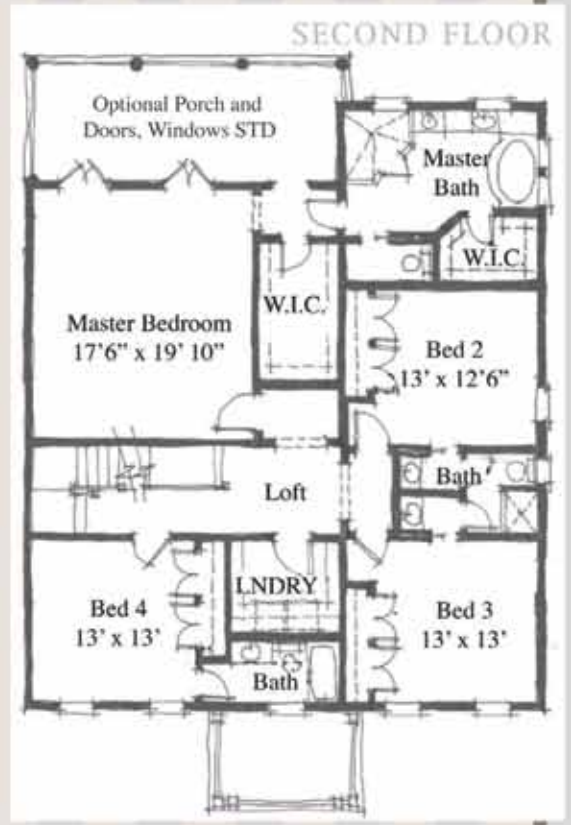 SECOND FLOOR
Optional Porch and
Doors, Windows STD
Master
Bath
W.I.C.
W.I.C.
Master Bedroom
17'6” x 19' 10”
Bed 2
13' x 12'6”
Bath
Loft
LNDRY
Bed 4
13' x 13'
Bed 3
13' x 13'
Bath